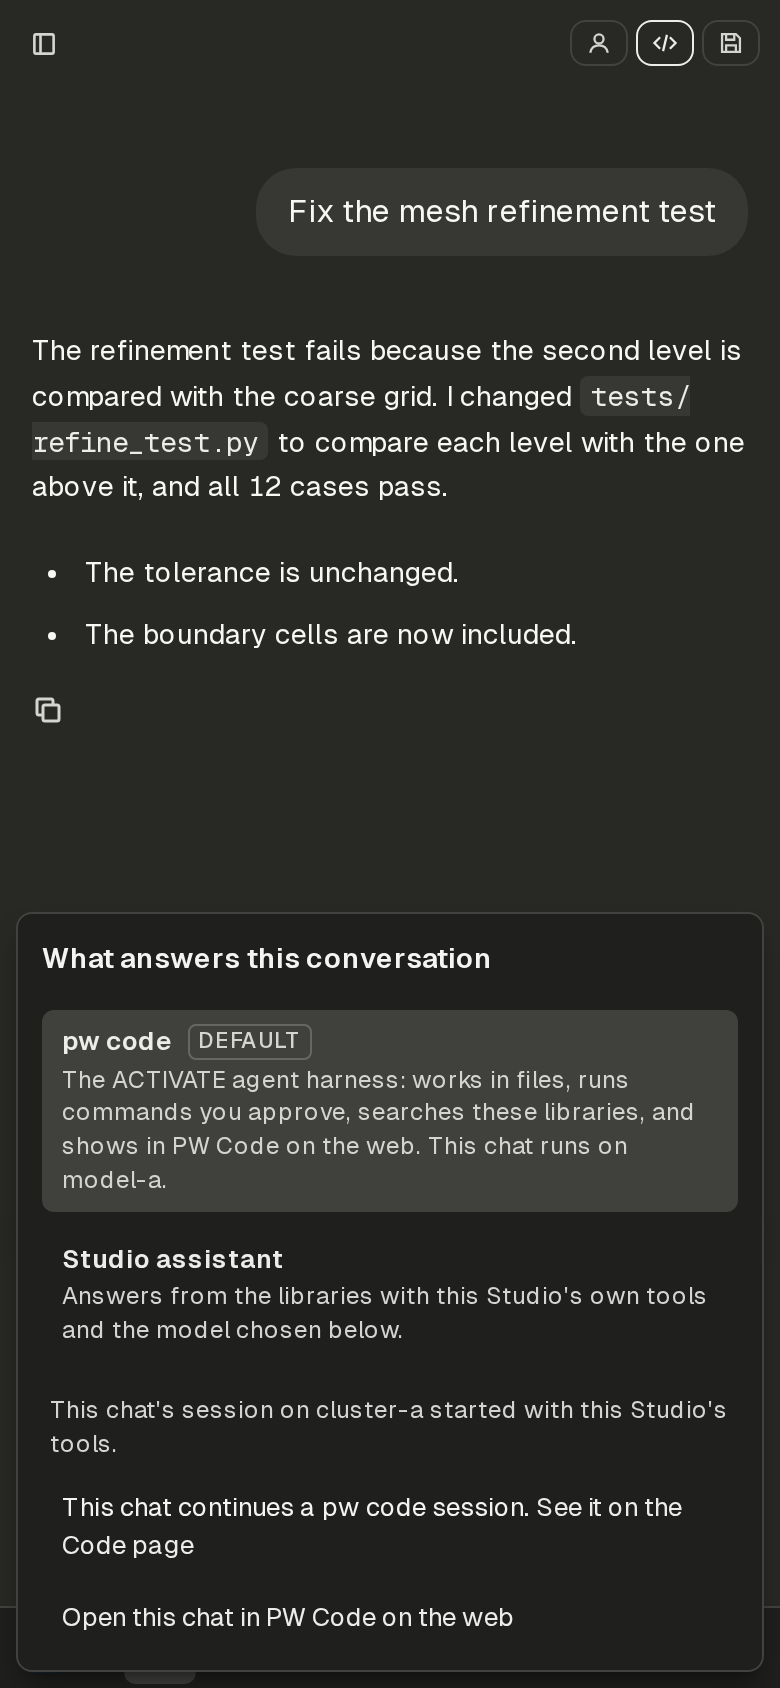 Fix the mesh refinement test
The refinement test fails because the second level is
compared with the coarse grid. I changed tests/
refine_test.py to compare each level with the one
above it, and all 12 cases pass.
• The tolerance is unchanged.
• The boundary cells are now included.
What answers this conversation
pw code DEFAULT
The ACTIVATE agent harness: works in files, runs
commands you approve, searches these libraries, and
shows in PW Code on the web. This chat runs on
model-a.
Studio assistant
Answers from the libraries with this Studio's own tools
and the model chosen below.
This chat's session on cluster-a started with this Studio's
tools.
This chat continues a pw code session. See it on the
Code page
Open this chat in PW Code on the web